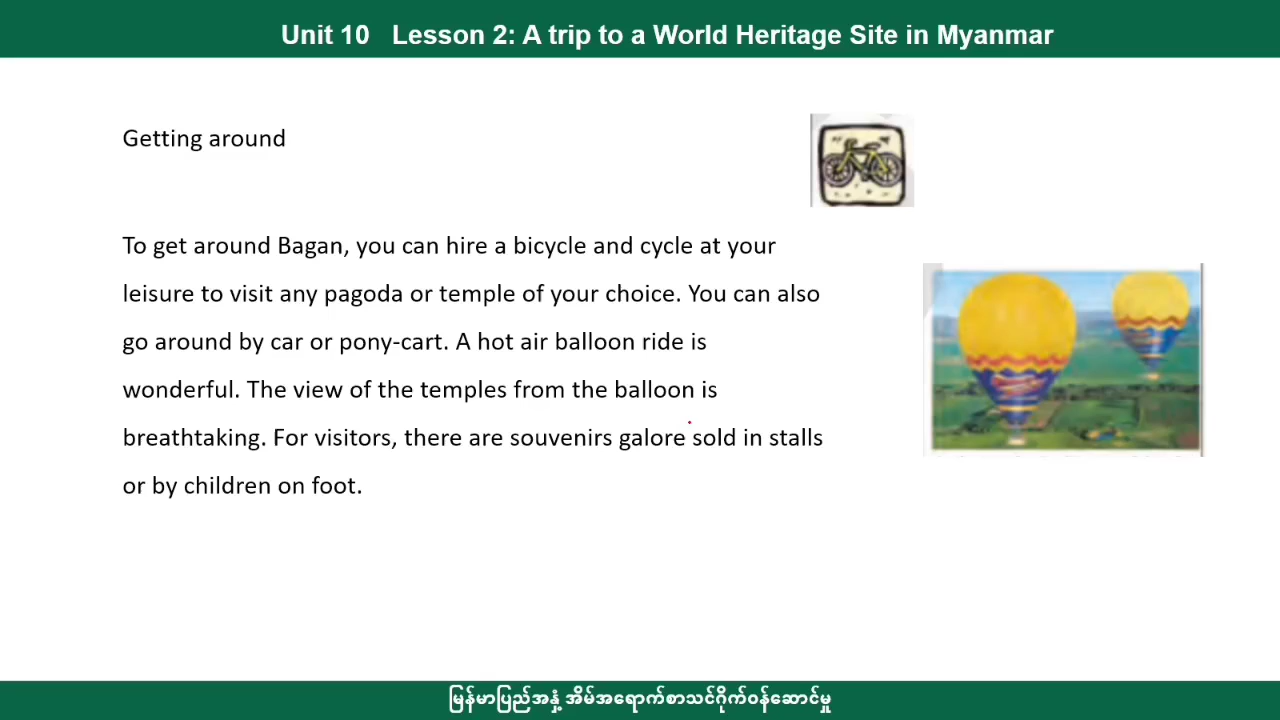 Unit 10 Lesson 2: A trip to a World Heritage Site in Myanmar
Getting around
To get around Bagan, you can hire a bicycle and cycle at your
leisure to visit any pagoda or temple of your choice. You can also
go around by car or pony-cart. A hot air balloon ride is
wonderful. The view of the temples from the balloon is
breathtaking. For visitors, there are souvenirs galore sold in stalls
or by children on foot.
မြန်မာပြည်အနှံ့ အိမ်အရောက်စာသင်ဂိုက်ဝန်ဆောင်မှု